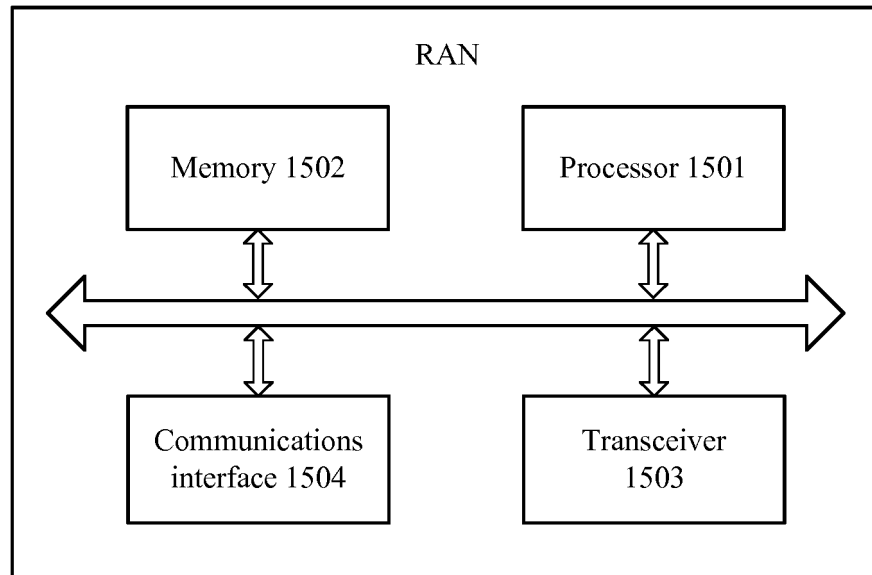 RAN
Memory 1502
Processor 1501
Communications
interface 1504
Transceiver
1503